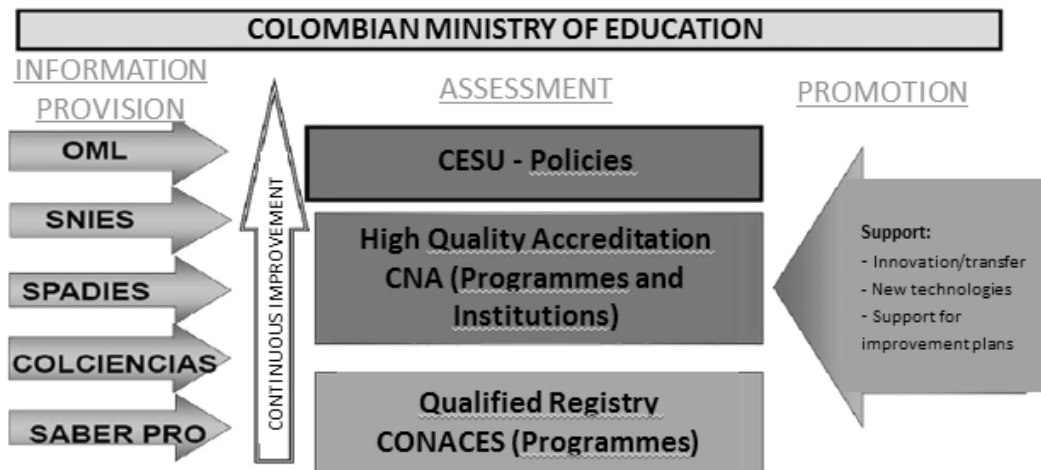 COLOMBIAN MINISTRY OF EDUCATION
INFORMATION
PROVISION
OML
SNIES
SPADIES
COLCIENCIAS
SABER PRO
CONTINUOUS IMPROVEMENT
ASSESSMENT
CESU - Policies
High Quality Accreditation
CNA (Programmes and
Institutions)
Qualified Registry
CONACES (Programmes)
PROMOTION
Support:
- Innovation/transfer
- New technologies
- Support for
improvement plans